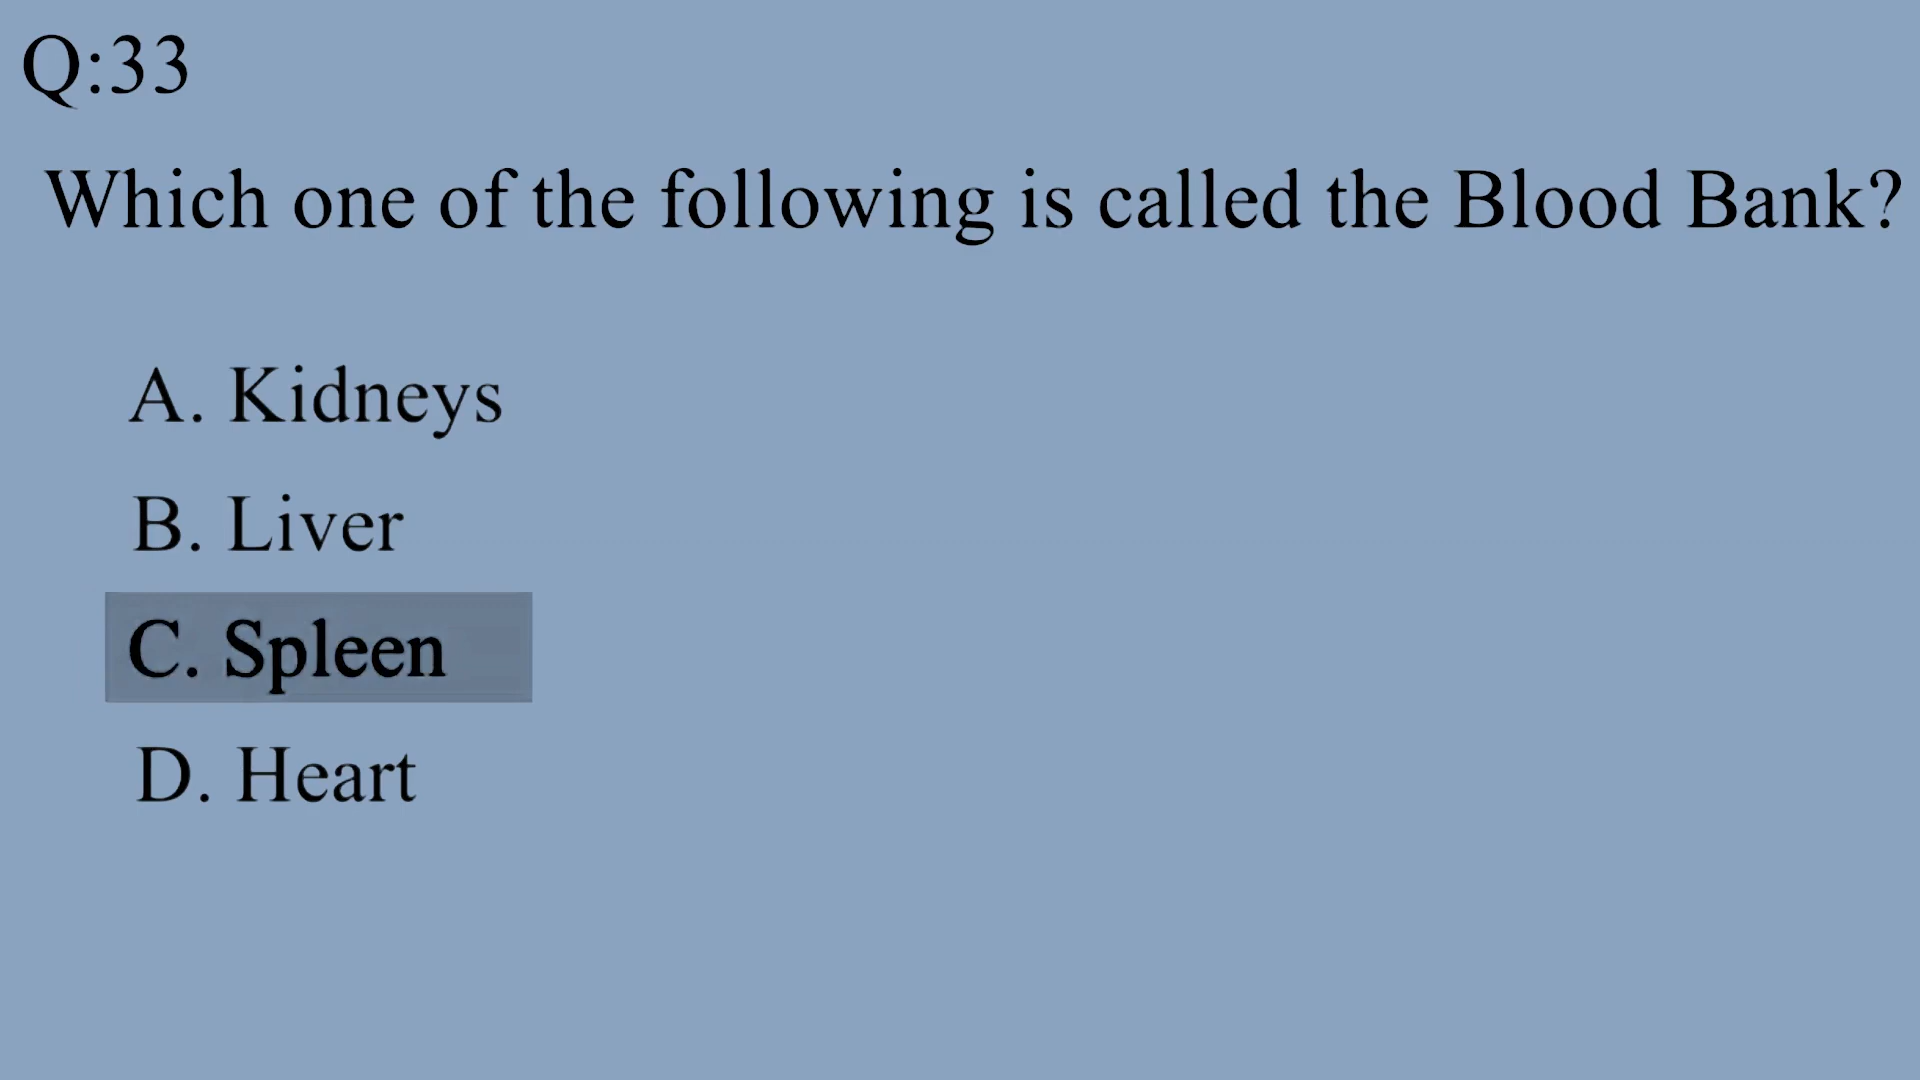 Q:33
Which one of the following is called the Blood Bank?
A. Kidneys
B. Liver
C. Spleen
D. Heart